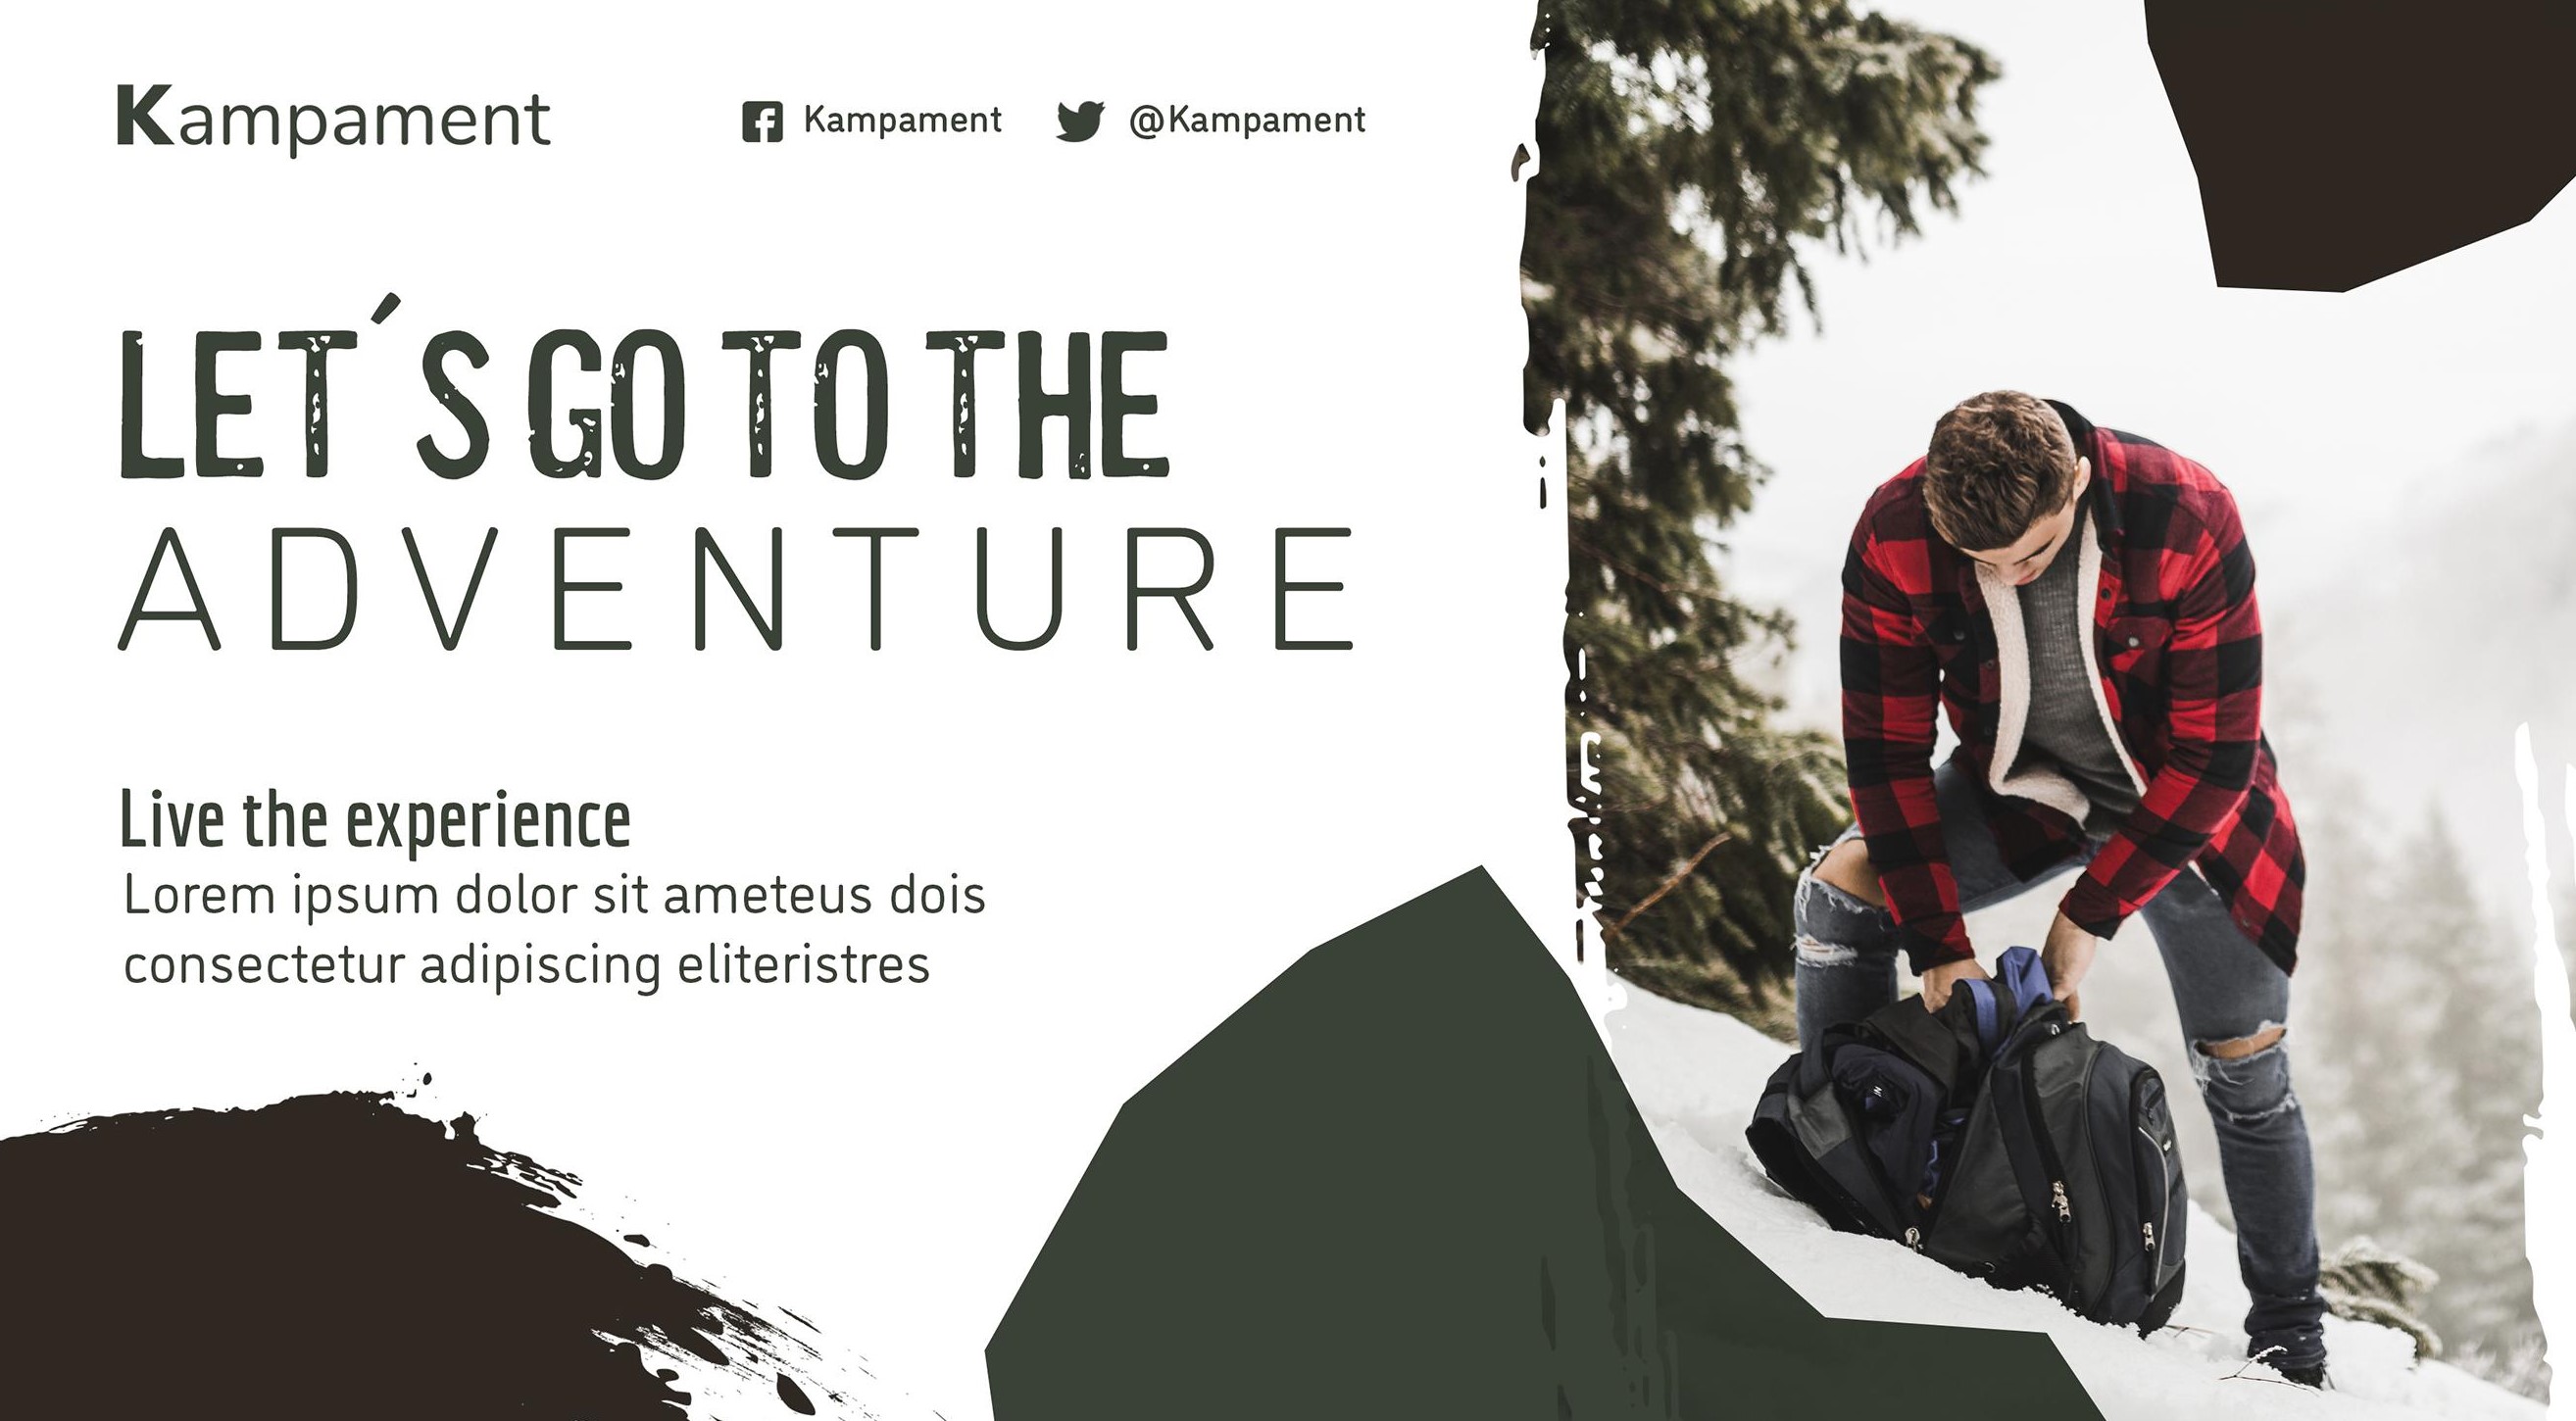 Kampament
Kampament @Kampament
LET´S GO TO THE
ADVENTURE
Live the experience
Lorem ipsum dolor sit ameteus dois
consectetur adipiscing eliteristres